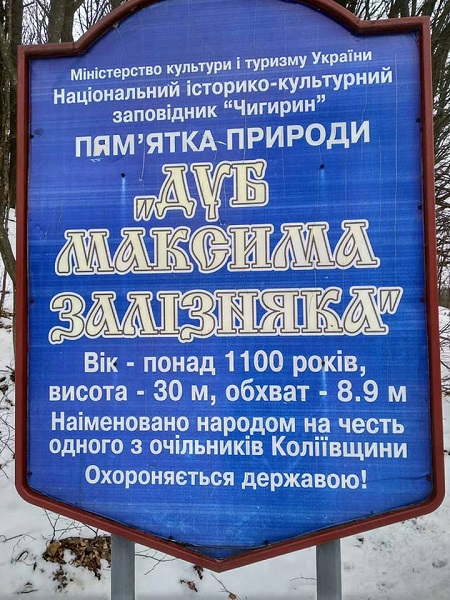 Міністерство культури і туризму України
Національний історико-культурний
заповідник "Чигирин"
ПАМ'ЯТКА ПРИРОДИ
„ДУБ
МАКСИМА
ЗАЛІЗНЯКА"
Вік - понад 1100 років,
висота - 30 м, обхват - 8.9 м
Наіменовано народом на честь
одного з очільників Коліївщини
Охороняється державою!